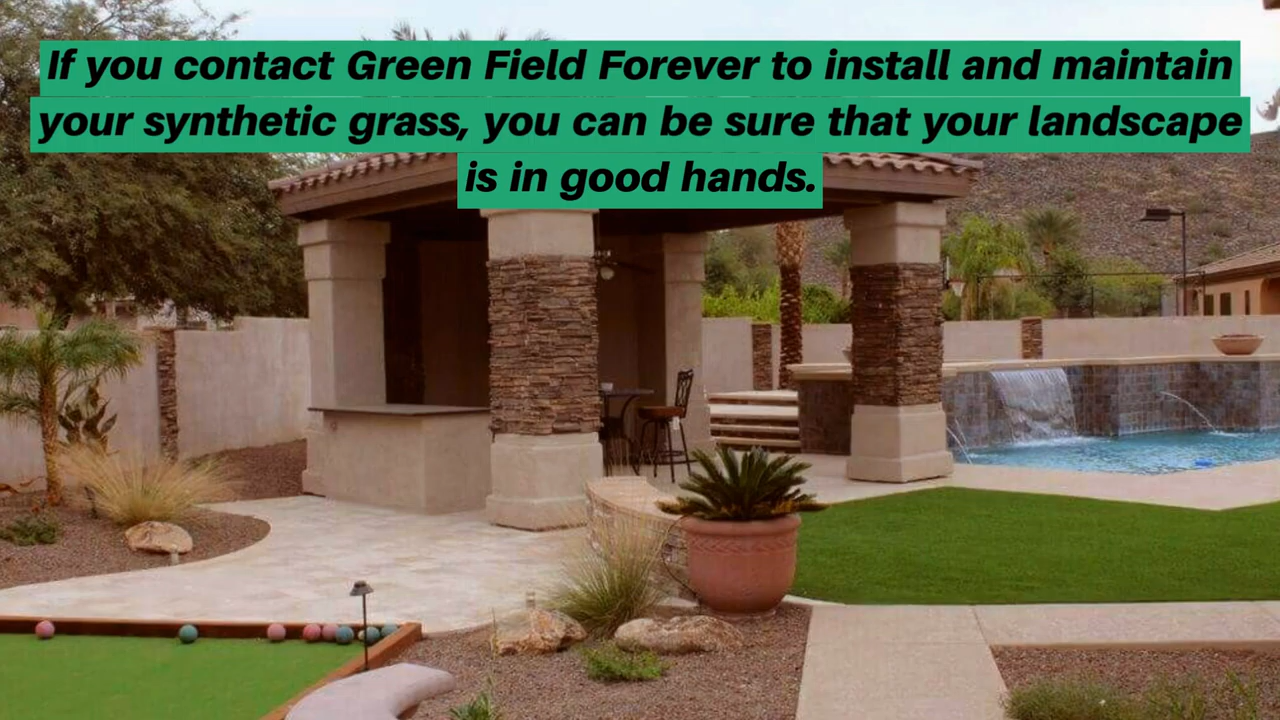 If you contact Green Field Forever to install and maintain
your synthetic grass, you can be sure that your landscape
is in good hands.